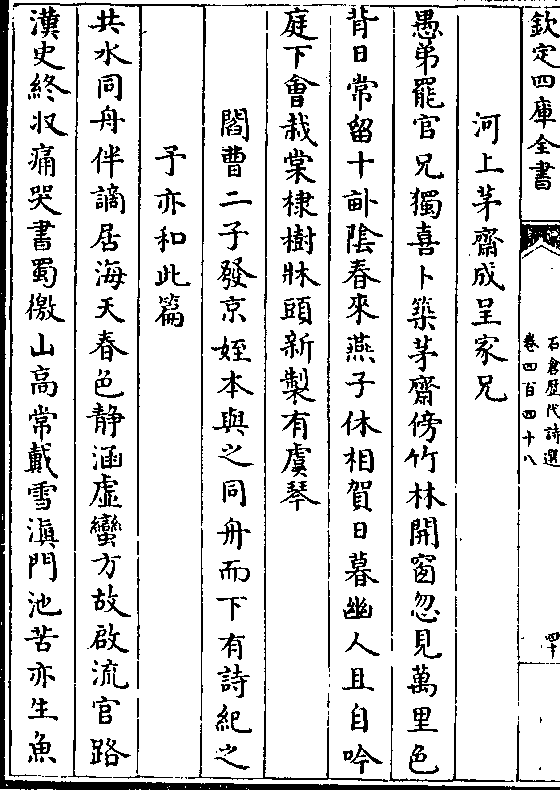 欽定四庫全書
石倉歷代詩選
卷四百四十八
四十
河上茅齋成呈家兄
愚弟罷官兄獨喜卜築茅齋傍竹林開窗忽見萬里色
背日常留十畝陰春來燕子休相賀日暮幽人且自吟
庭下會栽棠棣樹牀頭新製有虞琴
閻曹二子發京姪本與之同舟而下有詩紀之
予亦和此篇
共水同舟伴謫居海天春色靜涵虛蠻方故啟流官路
漢史終收痛哭書蜀徼山高常戴雪滇門池苦亦生魚